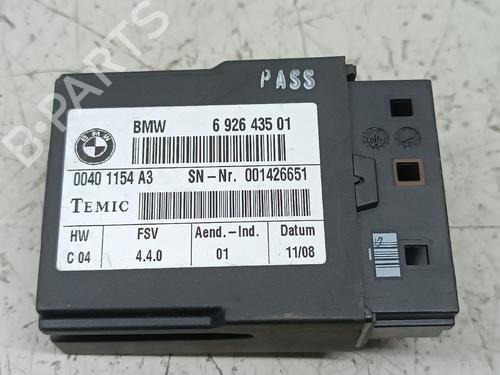 PASS
BMW
BMW 6 926 435 01
0040 1154 A3 SN-Nr. 001426651
TEMIC
HW FSV Aend.-Ind. Datum
C 04 4.4.0 01 11/08
B-PARTS